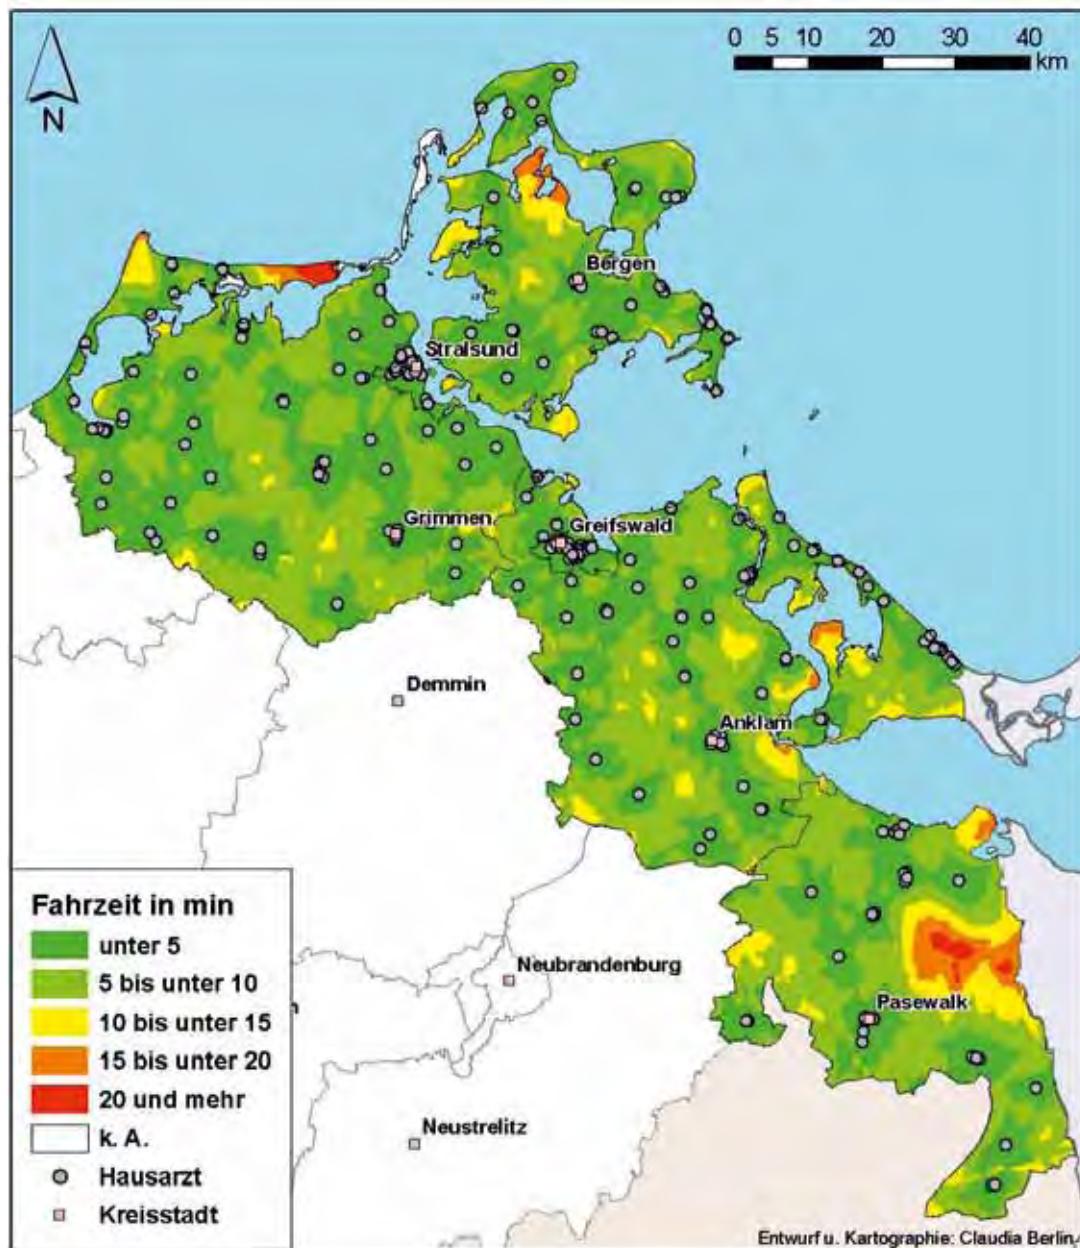 0 5 10 20 30 40
km
N
Bergen
Stralsund
Grimmen
Greifswald
Demmin
Anklam
Neubrandenburg
Pasewalk
Neustrelitz
Fahrzeit in min
unter 5
5 bis unter 10
10 bis unter 15
15 bis unter 20
20 und mehr
k. A.
Hausarzt
Kreisstadt
Entwurf u. Kartographie: Claudia Berlin